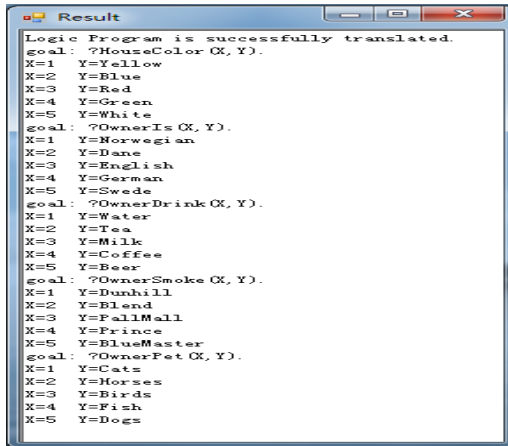 Result
Logic Program is successfully translated.
goal: ?HouseColor(X,Y).
X=1 Y=Yellow
X=2 Y=Blue
X=3 Y=Red
X=4 Y=Green
X=5 Y=White
goal: ?OwnerIs(X,Y).
X=1 Y=Norwegian
X=2 Y=Dane
X=3 Y=English
X=4 Y=German
X=5 Y=Swede
goal: ?OwnerDrink(X,Y).
X=1 Y=Water
X=2 Y=Tea
X=3 Y=Milk
X=4 Y=Coffee
X=5 Y=Beer
goal: ?OwnerSmoke(X,Y).
X=1 Y=Dunhill
X=2 Y=Blend
X=3 Y=PallMall
X=4 Y=Prince
X=5 Y=BlueMaster
goal: ?OwnerPet(X,Y).
X=1 Y=Cats
X=2 Y=Horses
X=3 Y=Birds
X=4 Y=Fish
X=5 Y=Dogs